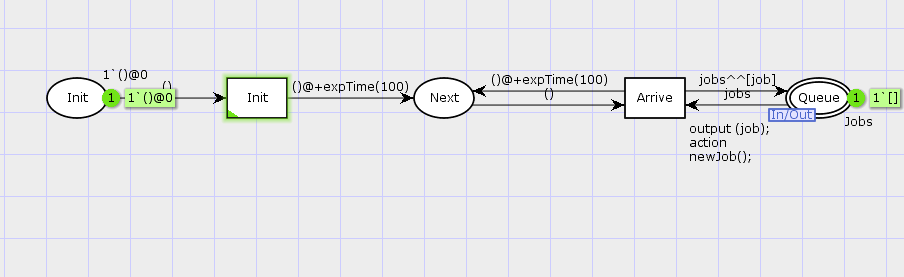 1`()@0
()
Init
1
1`()@0
Init
()@+expTime(100)
Next
()@+expTime(100)
()
Arrive
jobs^^[job]
jobs
Queue
1
1`[]
In/Out
Jobs
output (job);
action
newJob();